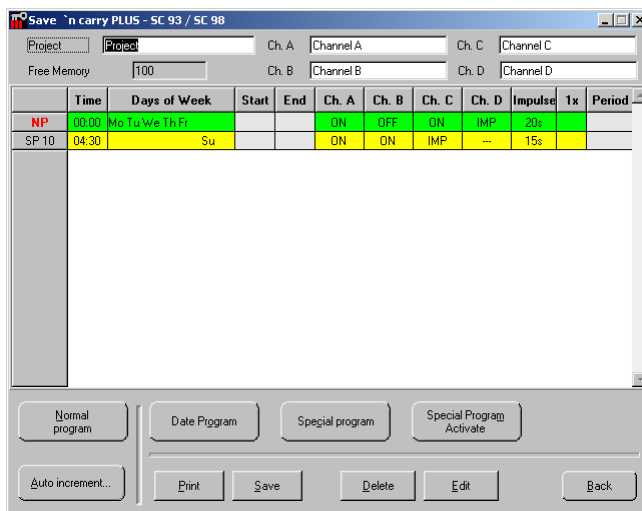 Save `n carry PLUS - SC 93 / SC 98
Project Project Ch. A Channel A Ch. C Channel C
Free Memory 100 Ch. B Channel B Ch. D Channel D
Time Days of Week Start End Ch. A Ch. B Ch. C Ch. D Impulse 1x Period
NP 00:00 Mo Tu We Th Fr ON OFF ON IMP 20s
SP 10 04:30 Su ON ON IMP --- 15s
Normal program Date Program Special program Special Program Activate
Auto increment... Print Save Delete Edit Back